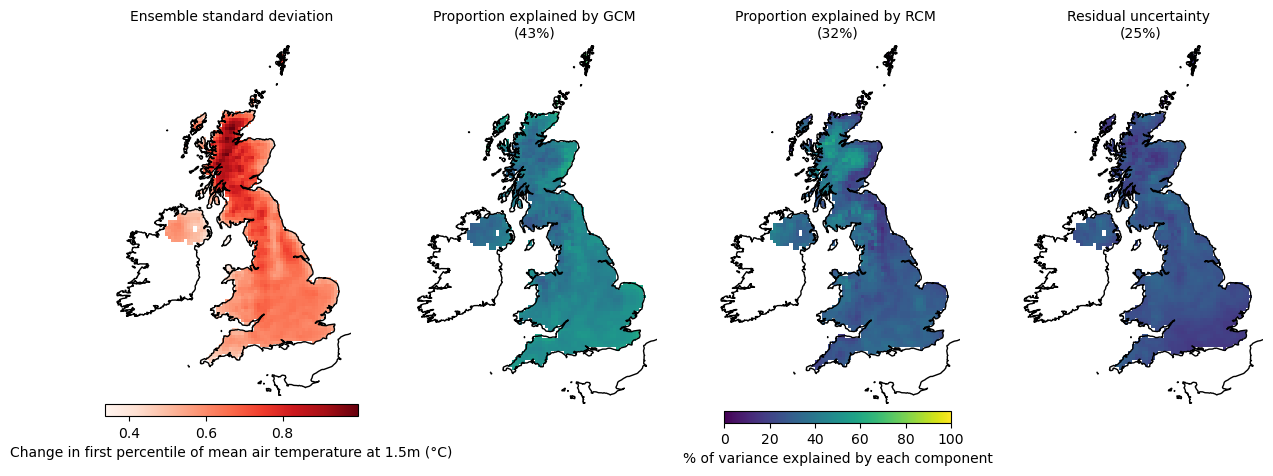 Ensemble standard deviation
Proportion explained by GCM
(43%)
Proportion explained by RCM
(32%)
Residual uncertainty
(25%)
0.4 0.6 0.8
Change in first percentile of mean air temperature at 1.5m (°C)
0 20 40 60 80 100
% of variance explained by each component